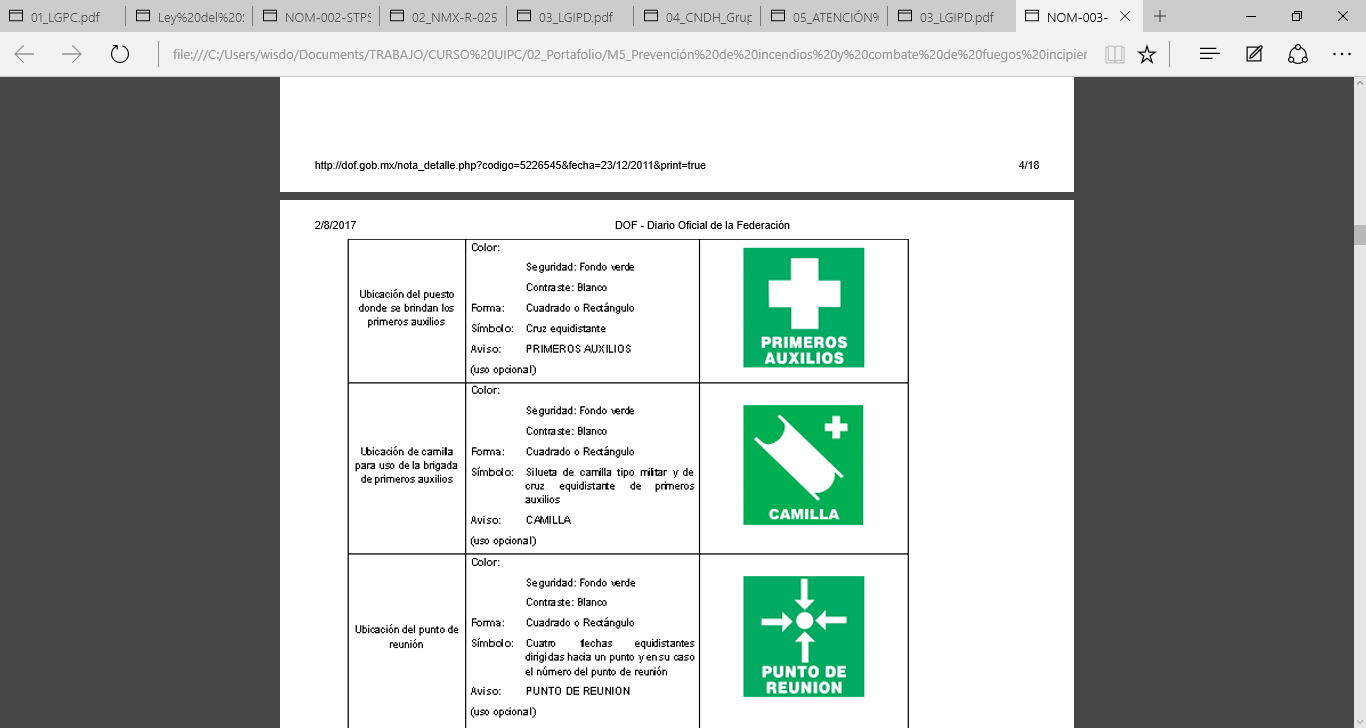 01_LGPC.pdf
Ley%20del%20S
NOM-002-STPS
02_NMX-R-025
03_LGIPD.pdf
04_CNDH_Grup
05_ATENCIÓN%
03_LGIPD.pdf
NOM-003-
file:///C:/Users/wisdo/Documents/TRABAJO/CURSO%20UIPC/02_Portafolio/M5_Prevención%20de%20incendios%20y%20combate%20de%20fuegos%20incipier
http://dof.gob.mx/nota_detalle.php?codigo=5226545&fecha=23/12/2011&print=true 4/18
2/8/2017 DOF - Diario Oficial de la Federación
Ubicación del puesto
donde se brindan los
primeros auxilios
Color:
Seguridad: Fondo verde
Contraste: Blanco
Forma: Cuadrado o Rectángulo
Símbolo: Cruz equidistante
Aviso: PRIMEROS AUXILIOS
(uso opcional)
PRIMEROS
AUXILIOS
Ubicación de camilla
para uso de la brigada
de primeros auxilios
Color:
Seguridad: Fondo verde
Contraste: Blanco
Forma: Cuadrado o Rectángulo
Símbolo: Silueta de camilla tipo militar y de
cruz equidistante de primeros
auxilios
Aviso: CAMILLA
(uso opcional)
CAMILLA
Ubicación del punto de
reunión
Color:
Seguridad: Fondo verde
Contraste: Blanco
Forma: Cuadrado o Rectángulo
Símbolo: Cuatro flechas equidistantes
dirigidas hacia un punto y en su caso
el número del punto de reunión
Aviso: PUNTO DE REUNION
(uso opcional)
PUNTO DE
REUNION